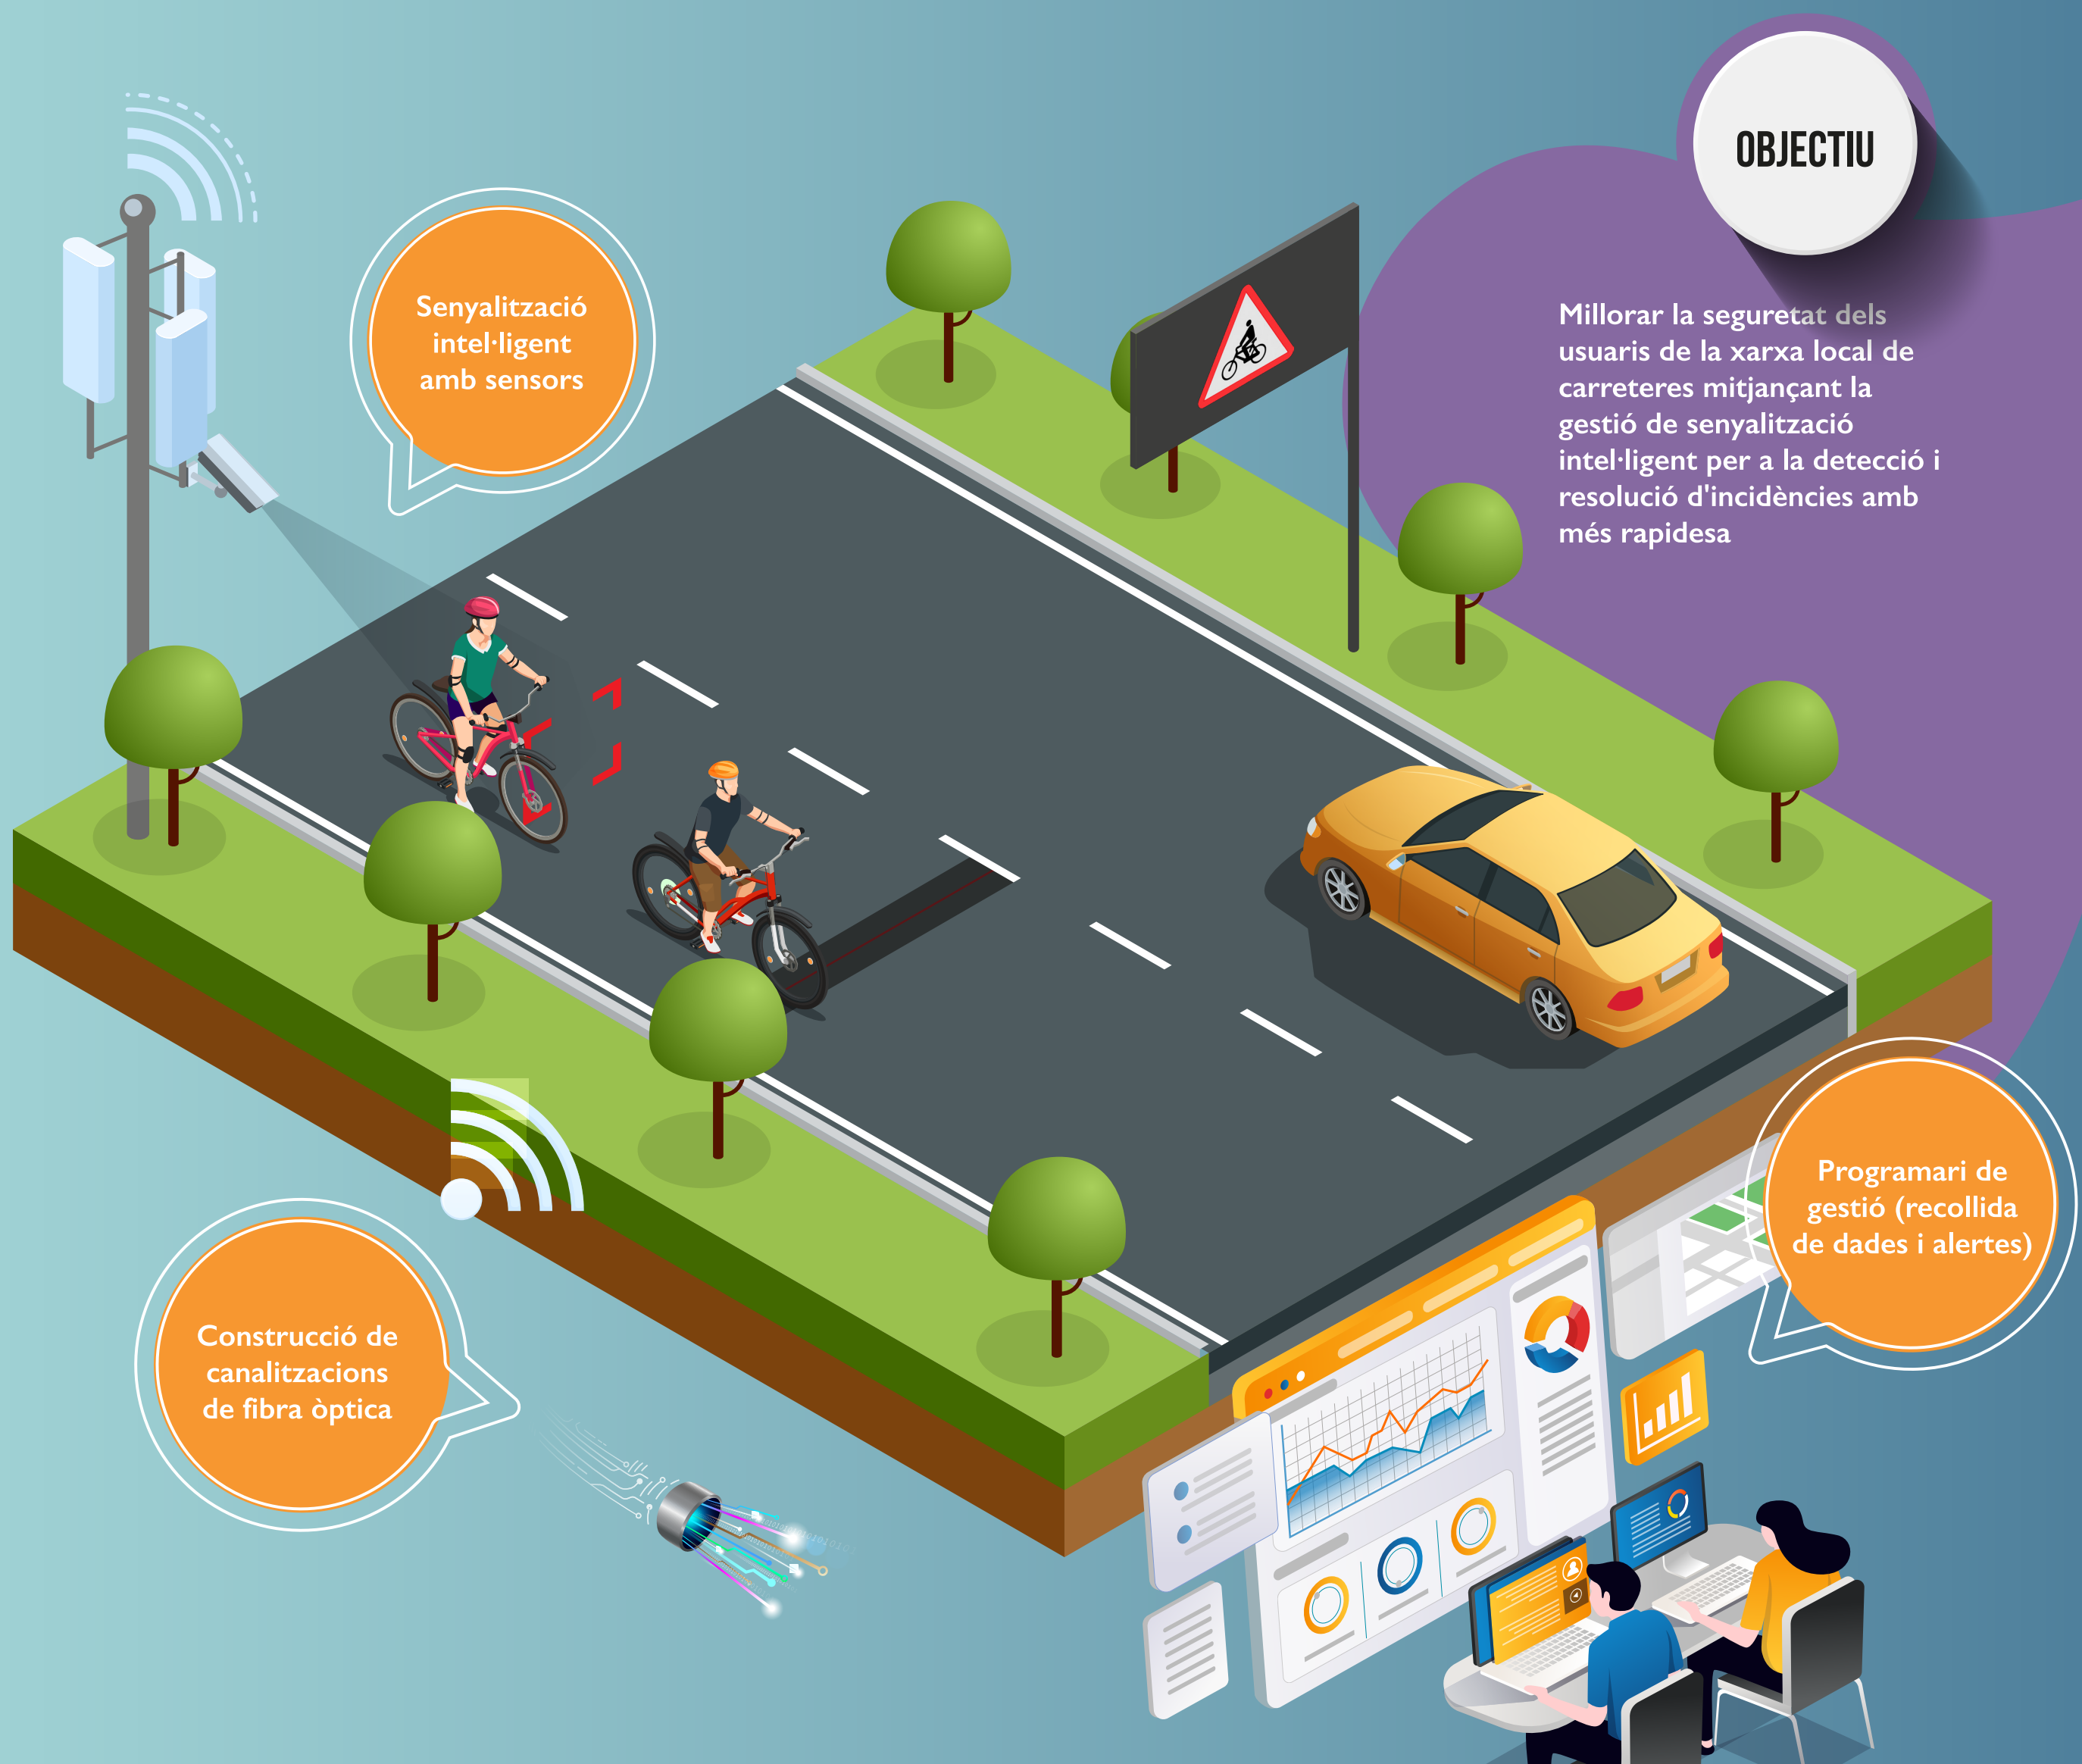 OBJECTIU
Millorar la seguretat dels
usuaris de la xarxa local de
carreteres mitjançant la
gestió de senyalització
intel·ligent per a la detecció i
resolució d'incidències amb
més rapidesa
Senyalització
intel·ligent
amb sensors
Programari de
gestió (recollida
de dades i alertes)
Construcció de
canalitzacions
de fibra òptica